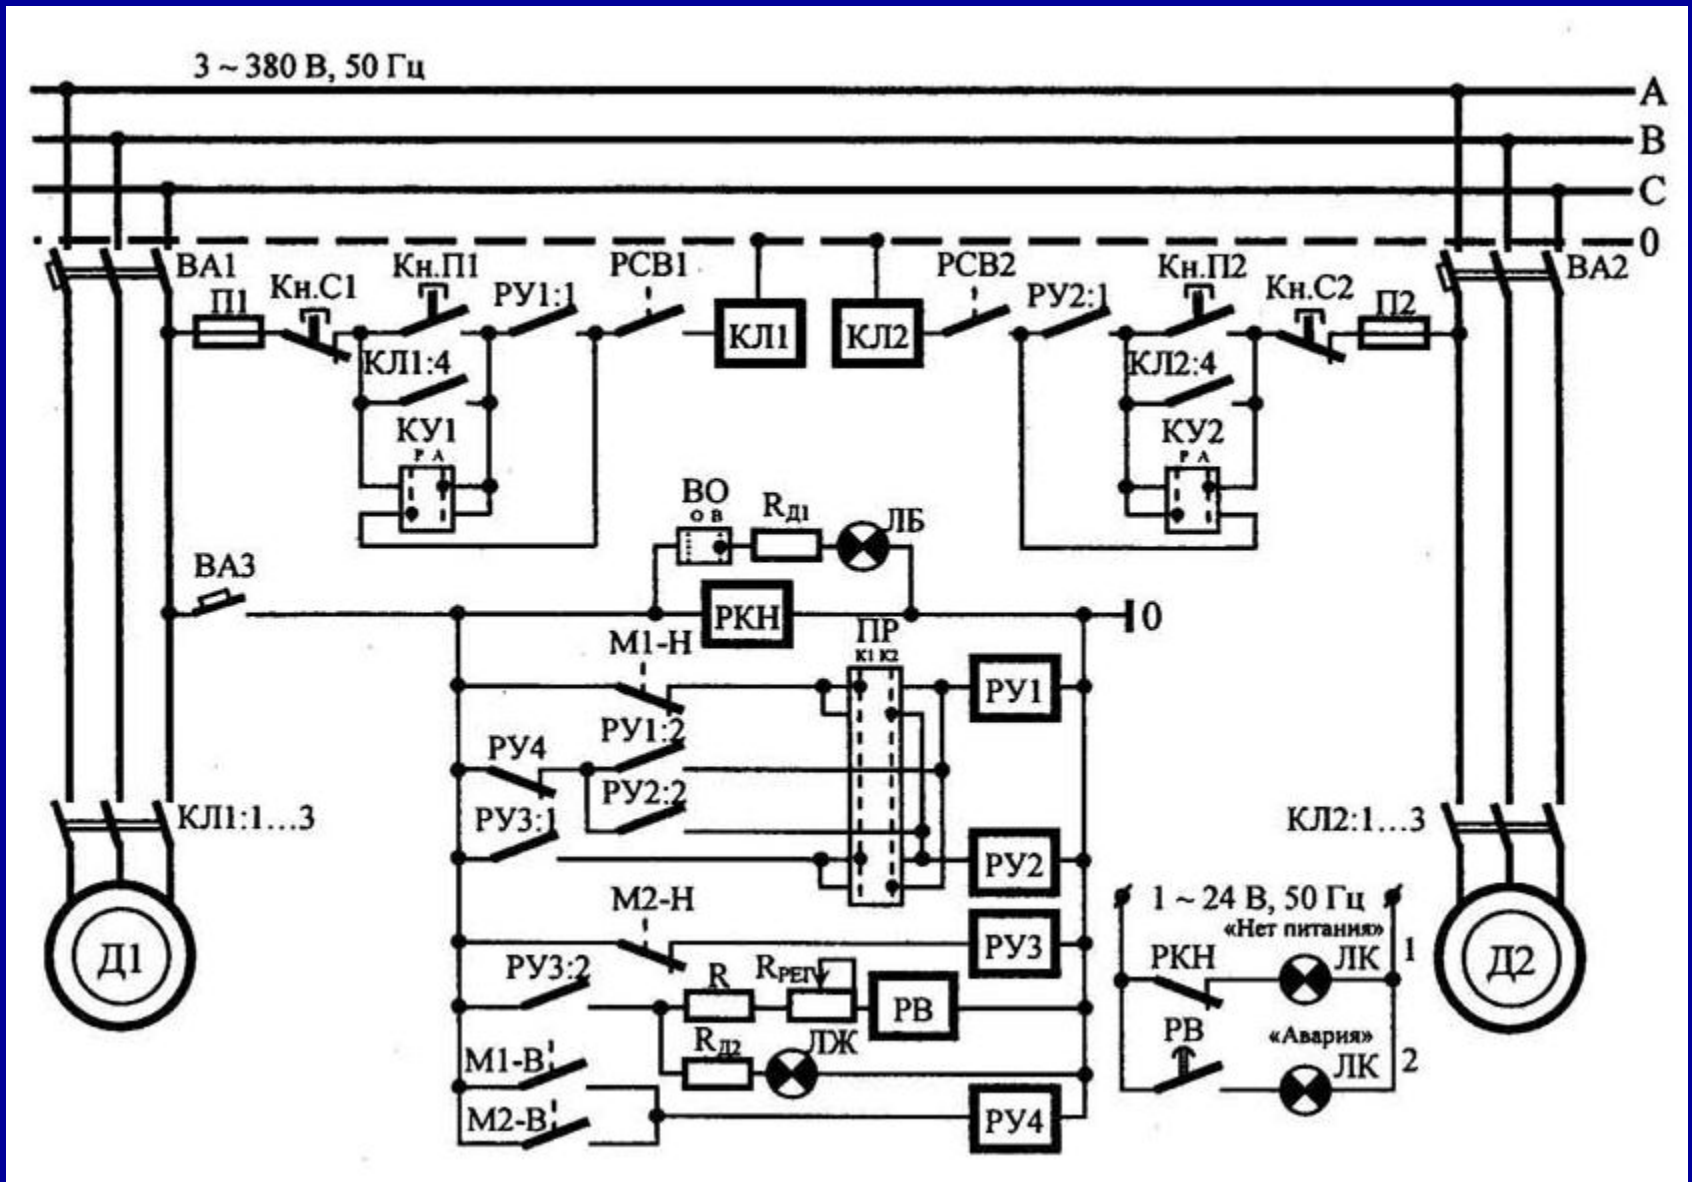 3 ~ 380 В, 50 Гц
А
В
С
0
ВА1
П1
Кн.С1
Кн.П1
РУ1:1
РСВ1
КЛ1
КЛ2
РСВ2
РУ2:1
Кн.П2
Кн.С2
П2
ВА2
КЛ1:4
КЛ2:4
КУ1
Р А
КУ2
Р А
ВО
О В
RД1
ЛБ
ВА3
РКН
0
М1-Н
ПР
К1 К2
РУ1
РУ4
РУ1:2
РУ2:2
РУ3:1
РУ2
КЛ1:1...3
КЛ2:1...3
М2-Н
РУ3
РУ3:2
R
RРЕГ
РВ
RД2
ЛЖ
М1-В
М2-В
РУ4
Д1
1 ~ 24 В, 50 Гц
«Нет питания»
РКН
ЛК
1
РВ
«Авария»
ЛК
2
Д2